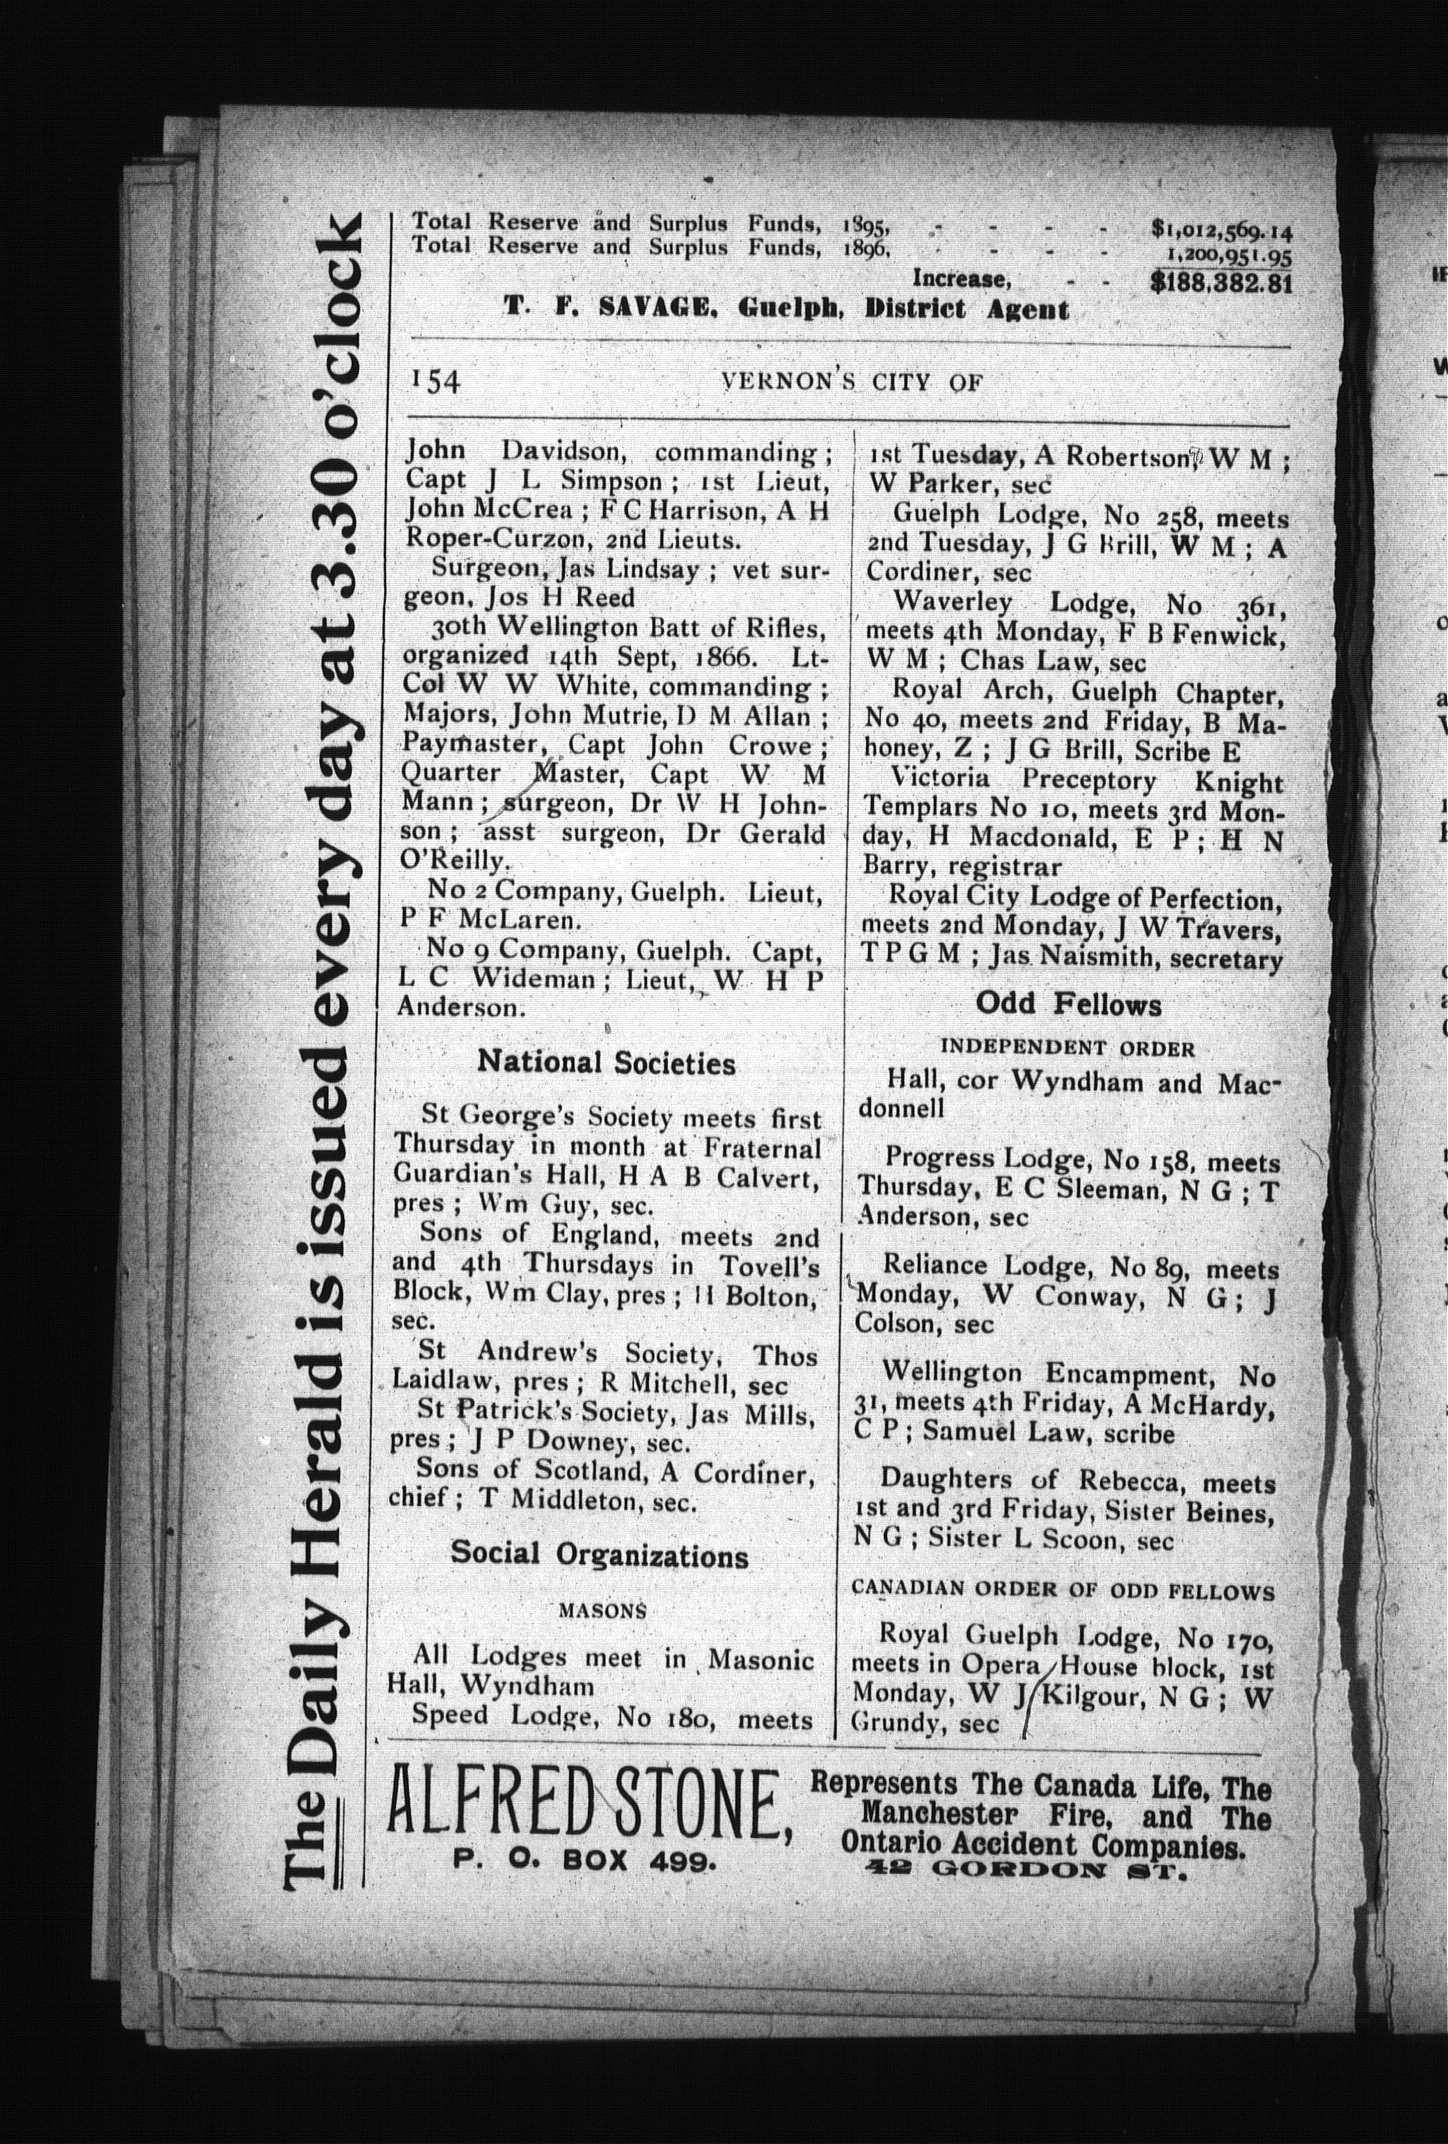 The Daily Herald is issued every day at 3.30 o'clock
Total Reserve and Surplus Funds, 1895, - - - - $1,012,569.14
Total Reserve and Surplus Funds, 1896, - - - - 1,200,951.95
Increase, - - $188,382.81
T. F. SAVAGE, Guelph, District Agent
154 VERNON'S CITY OF
John Davidson, commanding;
Capt J L Simpson; 1st Lieut,
John McCrea; F C Harrison, A H
Roper-Curzon, 2nd Lieuts.
Surgeon, Jas Lindsay; vet sur-
geon, Jos H Reed
30th Wellington Batt of Rifles,
organized 14th Sept, 1866. Lt-
Col W W White, commanding;
Majors, John Mutrie, D M Allan;
Paymaster, Capt John Crowe;
Quarter Master, Capt W M
Mann; surgeon, Dr W H John-
son; asst surgeon, Dr Gerald
O'Reilly.
No 2 Company, Guelph. Lieut,
P F McLaren.
No 9 Company, Guelph. Capt,
L C Wideman; Lieut, W H P
Anderson.
National Societies
St George's Society meets first
Thursday in month at Fraternal
Guardian's Hall, H A B Calvert,
pres; Wm Guy, sec.
Sons of England, meets 2nd
and 4th Thursdays in Tovell's
Block, Wm Clay, pres; H Bolton,
sec.
St Andrew's Society, Thos
Laidlaw, pres; R Mitchell, sec
St Patrick's Society, Jas Mills,
pres; J P Downey, sec.
Sons of Scotland, A Cordiner,
chief; T Middleton, sec.
Social Organizations
MASONS
All Lodges meet in Masonic
Hall, Wyndham
Speed Lodge, No 180, meets
1st Tuesday, A Robertson, W M;
W Parker, sec
Guelph Lodge, No 258, meets
2nd Tuesday, J G Brill, W M; A
Cordiner, sec
Waverley Lodge, No 361,
meets 4th Monday, F B Fenwick,
W M; Chas Law, sec
Royal Arch, Guelph Chapter,
No 40, meets 2nd Friday, B Ma-
honey, Z; J G Brill, Scribe E
Victoria Preceptory Knight
Templars No 10, meets 3rd Mon-
day, H Macdonald, E P; H N
Barry, registrar
Royal City Lodge of Perfection,
meets 2nd Monday, J W Travers,
T P G M; Jas Naismith, secretary
Odd Fellows
INDEPENDENT ORDER
Hall, cor Wyndham and Mac-
donnell
Progress Lodge, No 158, meets
Thursday, E C Sleeman, N G; T
Anderson, sec
Reliance Lodge, No 89, meets
Monday, W Conway, N G; J
Colson, sec
Wellington Encampment, No
31, meets 4th Friday, A McHardy,
C P; Samuel Law, scribe
Daughters of Rebecca, meets
1st and 3rd Friday, Sister Beines,
N G; Sister L Scoon, sec
CANADIAN ORDER OF ODD FELLOWS
Royal Guelph Lodge, No 170,
meets in Opera House block, 1st
Monday, W J Kilgour, N G; W
Grundy, sec
ALFRED STONE,
P. O. BOX 499.
Represents The Canada Life, The
Manchester Fire, and The
Ontario Accident Companies.
42 GORDON ST.